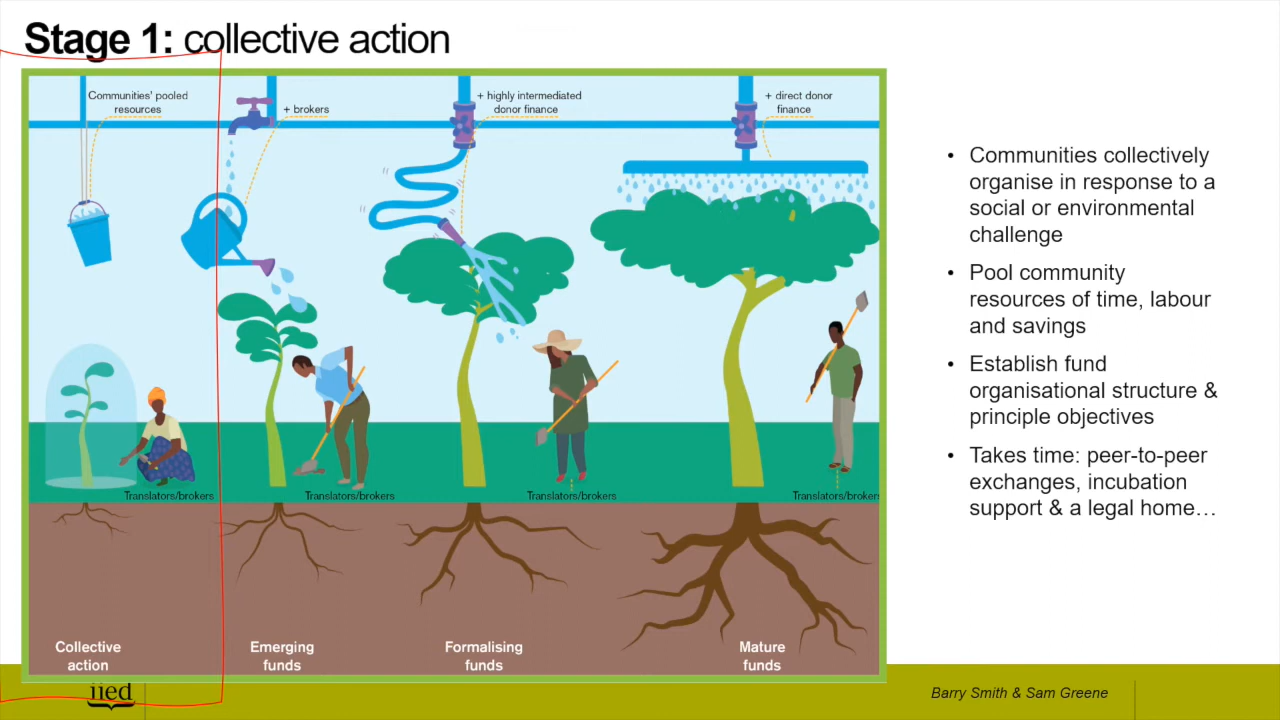 Stage 1: collective action
Communities' pooled
resources
+ brokers
+ highly intermediated
donor finance
+ direct donor
finance
Translators/brokers
Translators/brokers
Translators/brokers
Translators/brokers
Collective
action
Emerging
funds
Formalising
funds
Mature
funds
• Communities collectively
organise in response to a
social or environmental
challenge
• Pool community
resources of time, labour
and savings
• Establish fund
organisational structure &
principle objectives
• Takes time: peer-to-peer
exchanges, incubation
support & a legal home…
iied
Barry Smith & Sam Greene